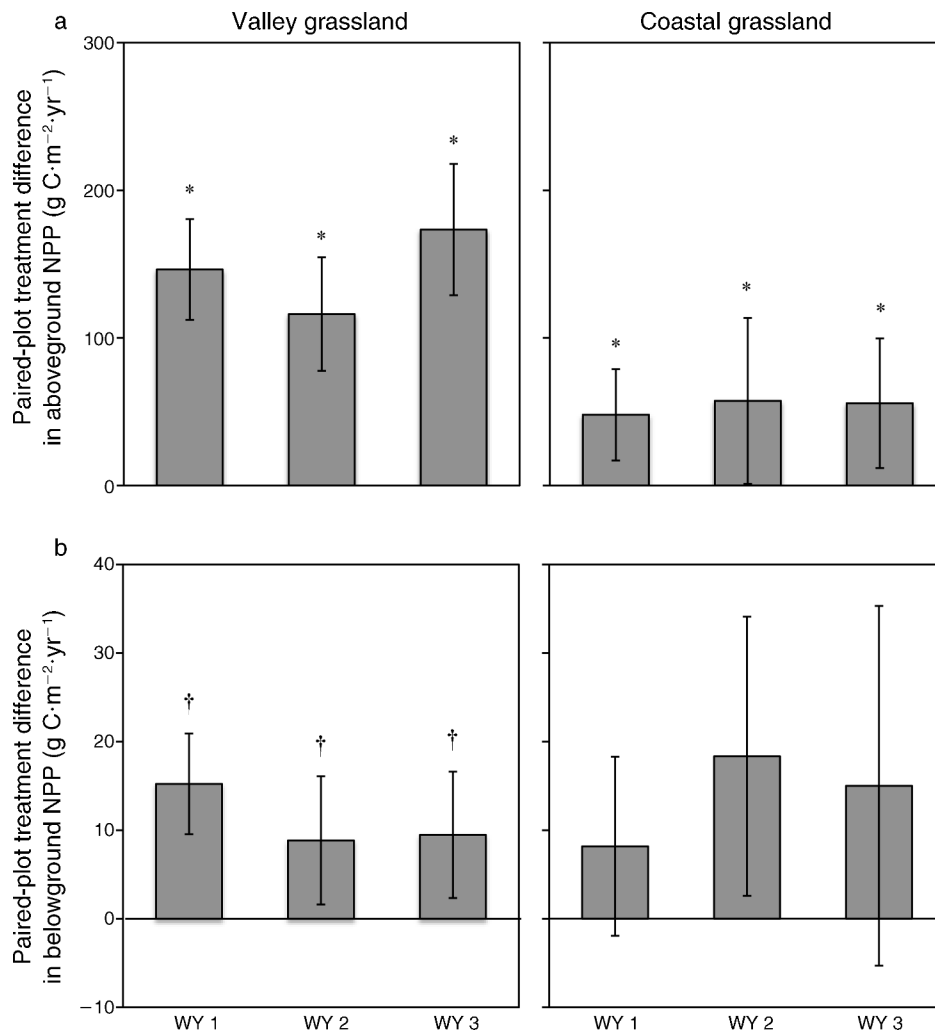 a
Valley grassland
Coastal grassland
Paired-plot treatment difference
in aboveground NPP (g C·m⁻²·yr⁻¹)
300
200
100
0
*
*
*
*
*
*
b
Paired-plot treatment difference
in belowground NPP (g C·m⁻²·yr⁻¹)
40
30
20
10
0
−10
†
†
†
WY 1
WY 2
WY 3
WY 1
WY 2
WY 3